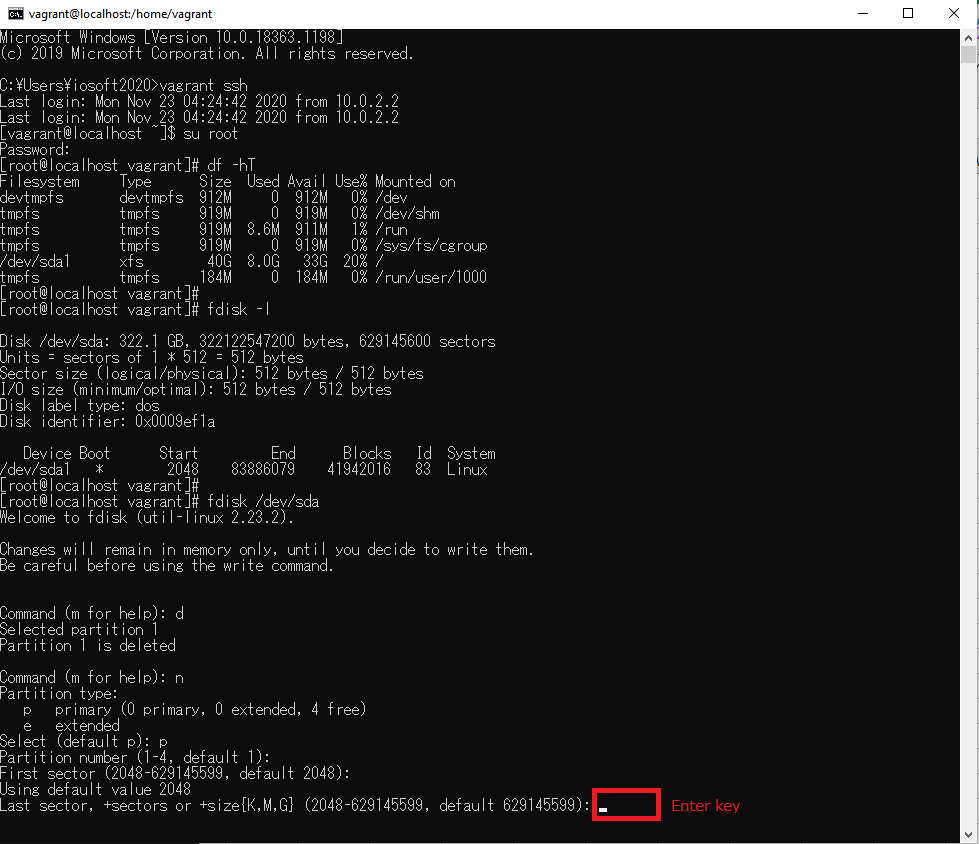 vagrant@localhost:/home/vagrant
Microsoft Windows [Version 10.0.18363.1198]
(c) 2019 Microsoft Corporation. All rights reserved.
C:¥Users¥iosoft2020>vagrant ssh
Last login: Mon Nov 23 04:24:42 2020 from 10.0.2.2
Last login: Mon Nov 23 04:24:42 2020 from 10.0.2.2
[vagrant@localhost ~]$ su root
Password:
[root@localhost vagrant]# df -hT
Filesystem     Type      Size  Used Avail Use% Mounted on
devtmpfs       devtmpfs  912M     0  912M   0% /dev
tmpfs          tmpfs     919M     0  919M   0% /dev/shm
tmpfs          tmpfs     919M  8.6M  911M   1% /run
tmpfs          tmpfs     919M     0  919M   0% /sys/fs/cgroup
/dev/sda1      xfs        40G  8.0G   33G  20% /
tmpfs          tmpfs     184M     0  184M   0% /run/user/1000
[root@localhost vagrant]#
[root@localhost vagrant]# fdisk -l
Disk /dev/sda: 322.1 GB, 322122547200 bytes, 629145600 sectors
Units = sectors of 1 * 512 = 512 bytes
Sector size (logical/physical): 512 bytes / 512 bytes
I/O size (minimum/optimal): 512 bytes / 512 bytes
Disk label type: dos
Disk identifier: 0x0009ef1a
   Device Boot      Start         End      Blocks   Id  System
/dev/sda1   *        2048    83886079    41942016   83  Linux
[root@localhost vagrant]#
[root@localhost vagrant]# fdisk /dev/sda
Welcome to fdisk (util-linux 2.23.2).
Changes will remain in memory only, until you decide to write them.
Be careful before using the write command.
Command (m for help): d
Selected partition 1
Partition 1 is deleted
Command (m for help): n
Partition type:
   p   primary (0 primary, 0 extended, 4 free)
   e   extended
Select (default p): p
Partition number (1-4, default 1):
First sector (2048-629145599, default 2048):
Using default value 2048
Last sector, +sectors or +size{K,M,G} (2048-629145599, default 629145599): Enter key